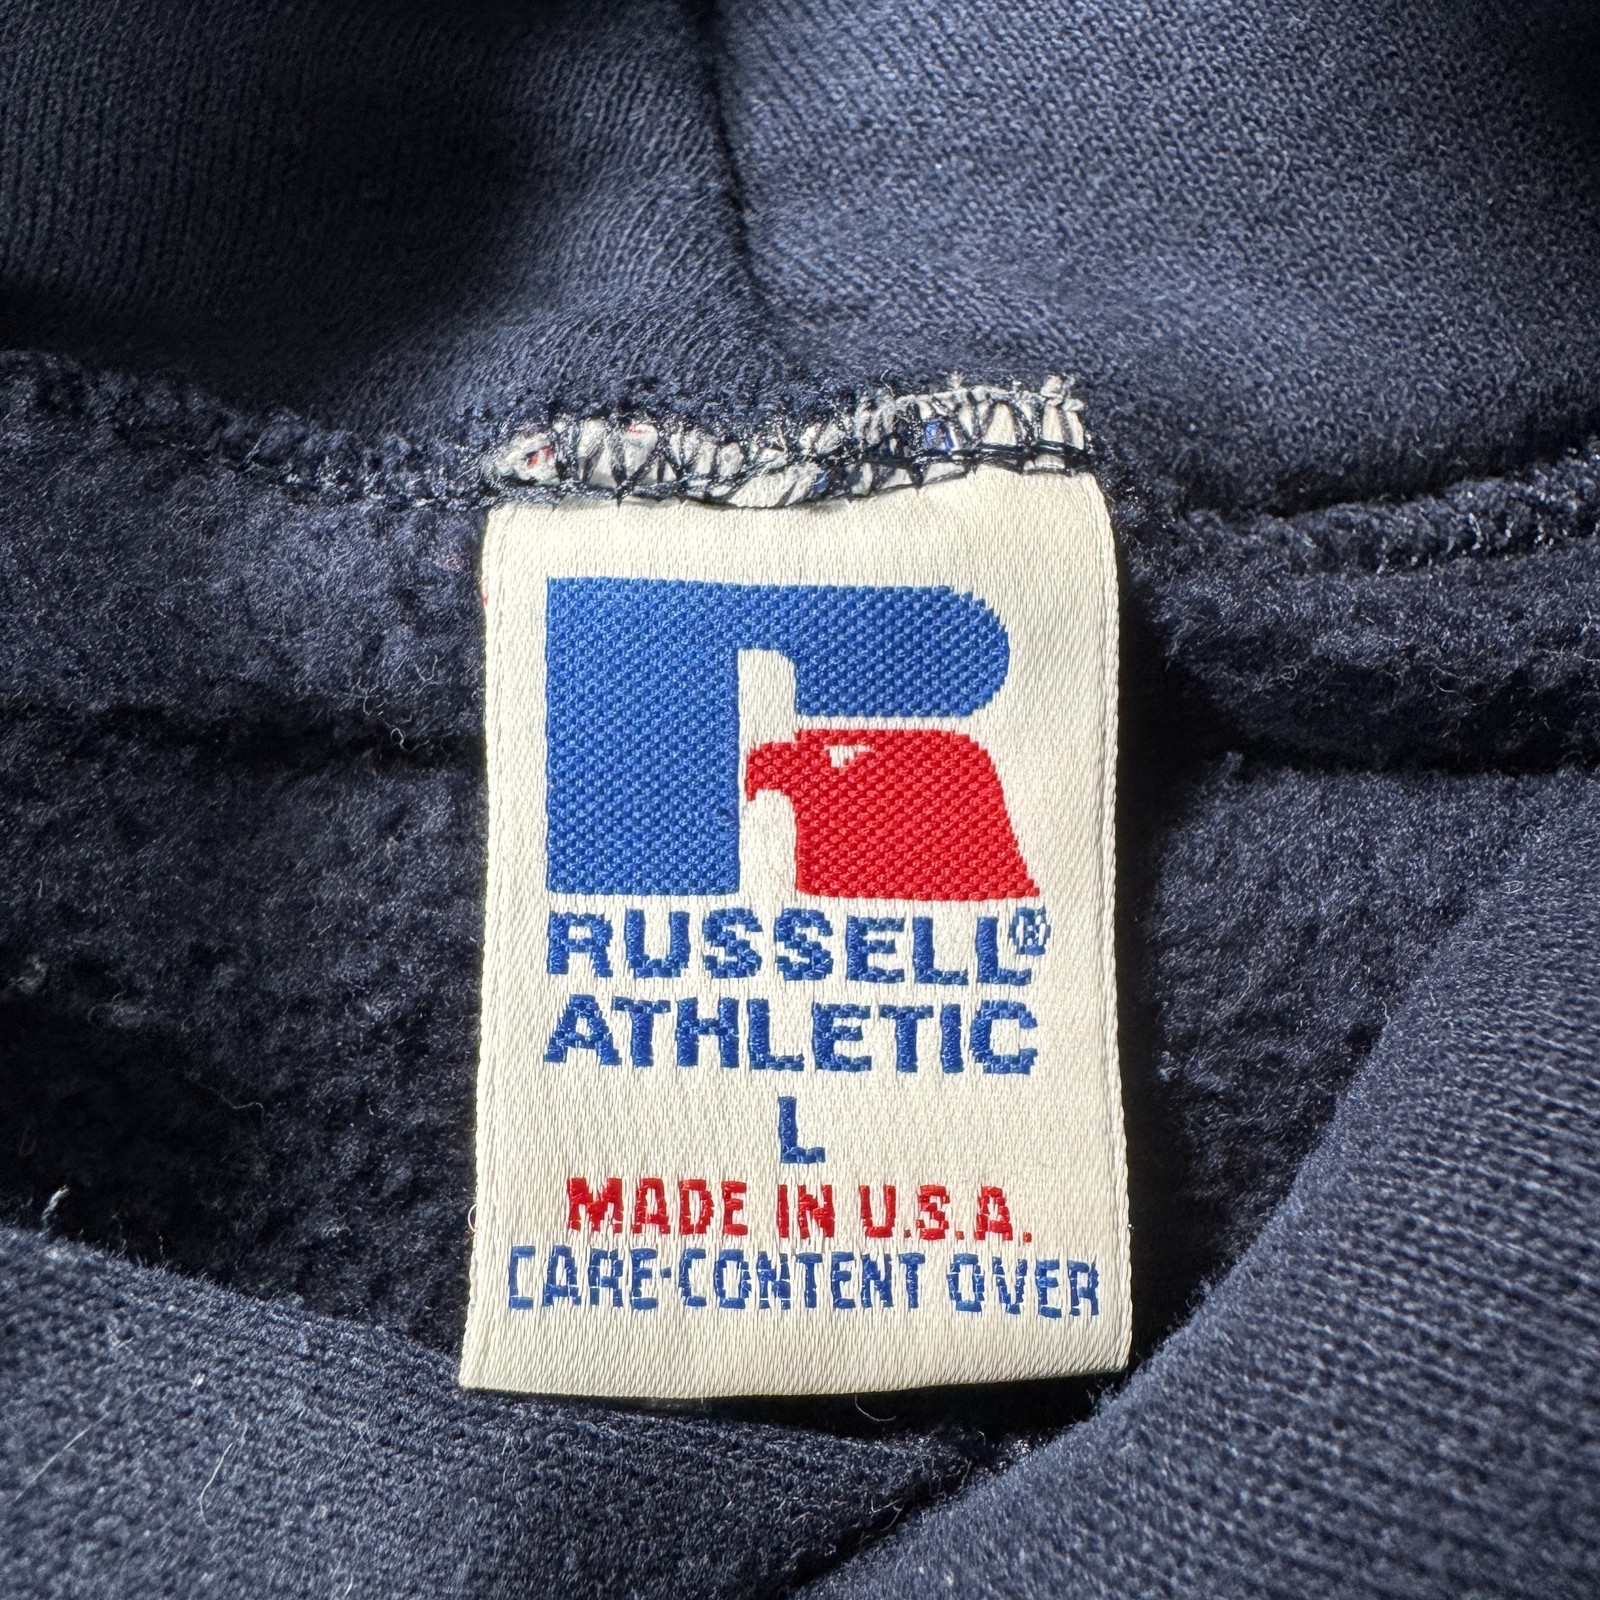 RUSSELL®
ATHLETIC
L
MADE IN U.S.A.
CARE·CONTENT OVER